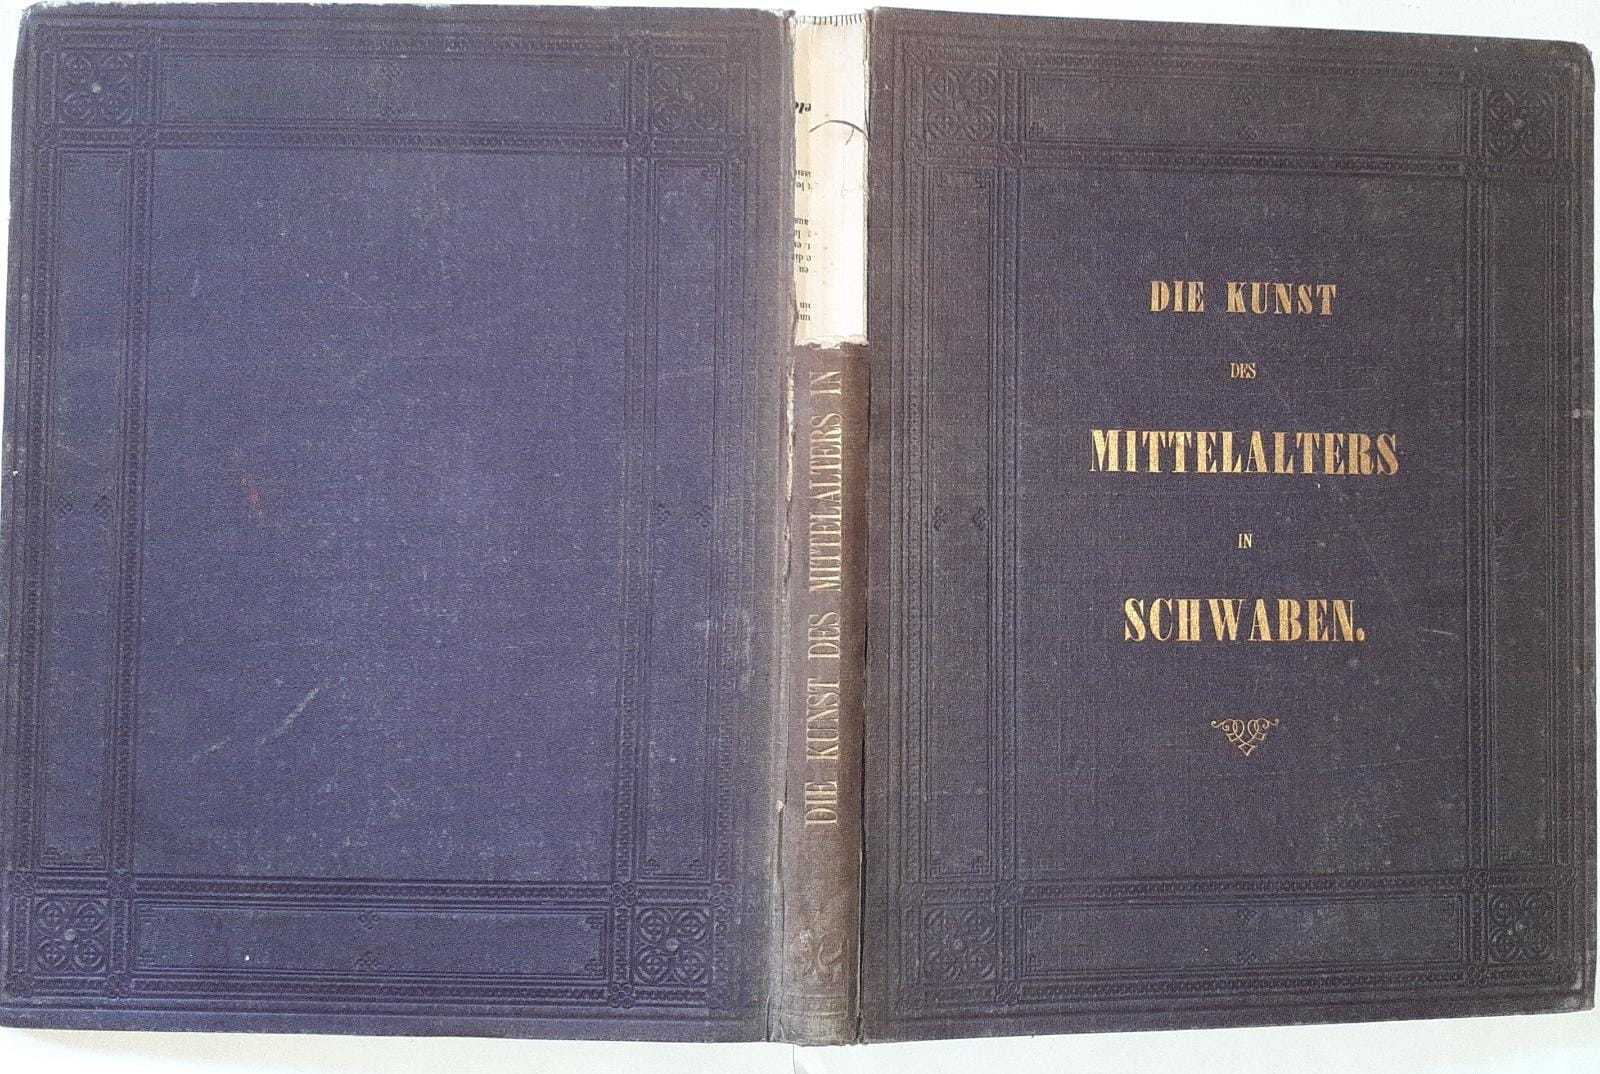 DIE KUNST
DES
MITTELALTERS
IN
SCHWABEN.
DIE KUNST DES MITTELALTERS IN